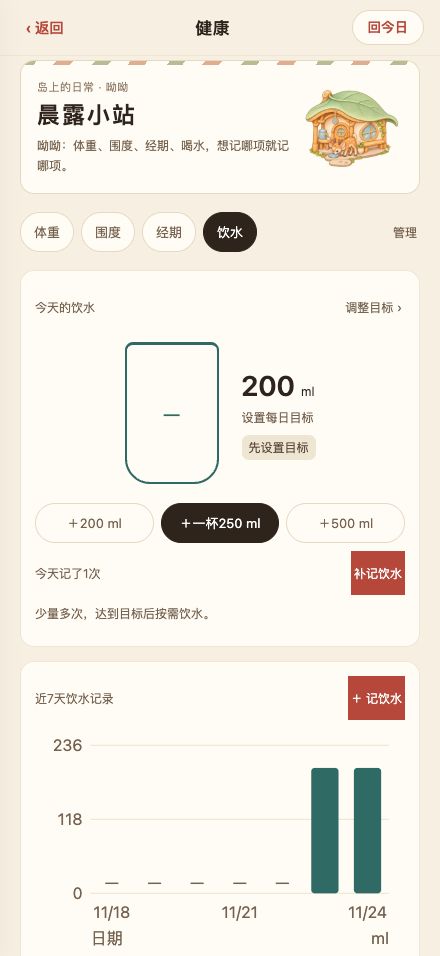 ‹ 返回
健康
回今日
岛上的日常 · 呦呦
晨露小站
呦呦：体重、围度、经期、喝水，想记哪项就记
哪项。
体重
围度
经期
饮水
管理
今天的饮水
调整目标 ›
—
200 ml
设置每日目标
先设置目标
＋200 ml
＋一杯250 ml
＋500 ml
今天记了1次
补记饮水
少量多次，达到目标后按需饮水。
近7天饮水记录
＋ 记饮水
236
118
0
— — — — —
11/18
11/21
11/24
日期
ml